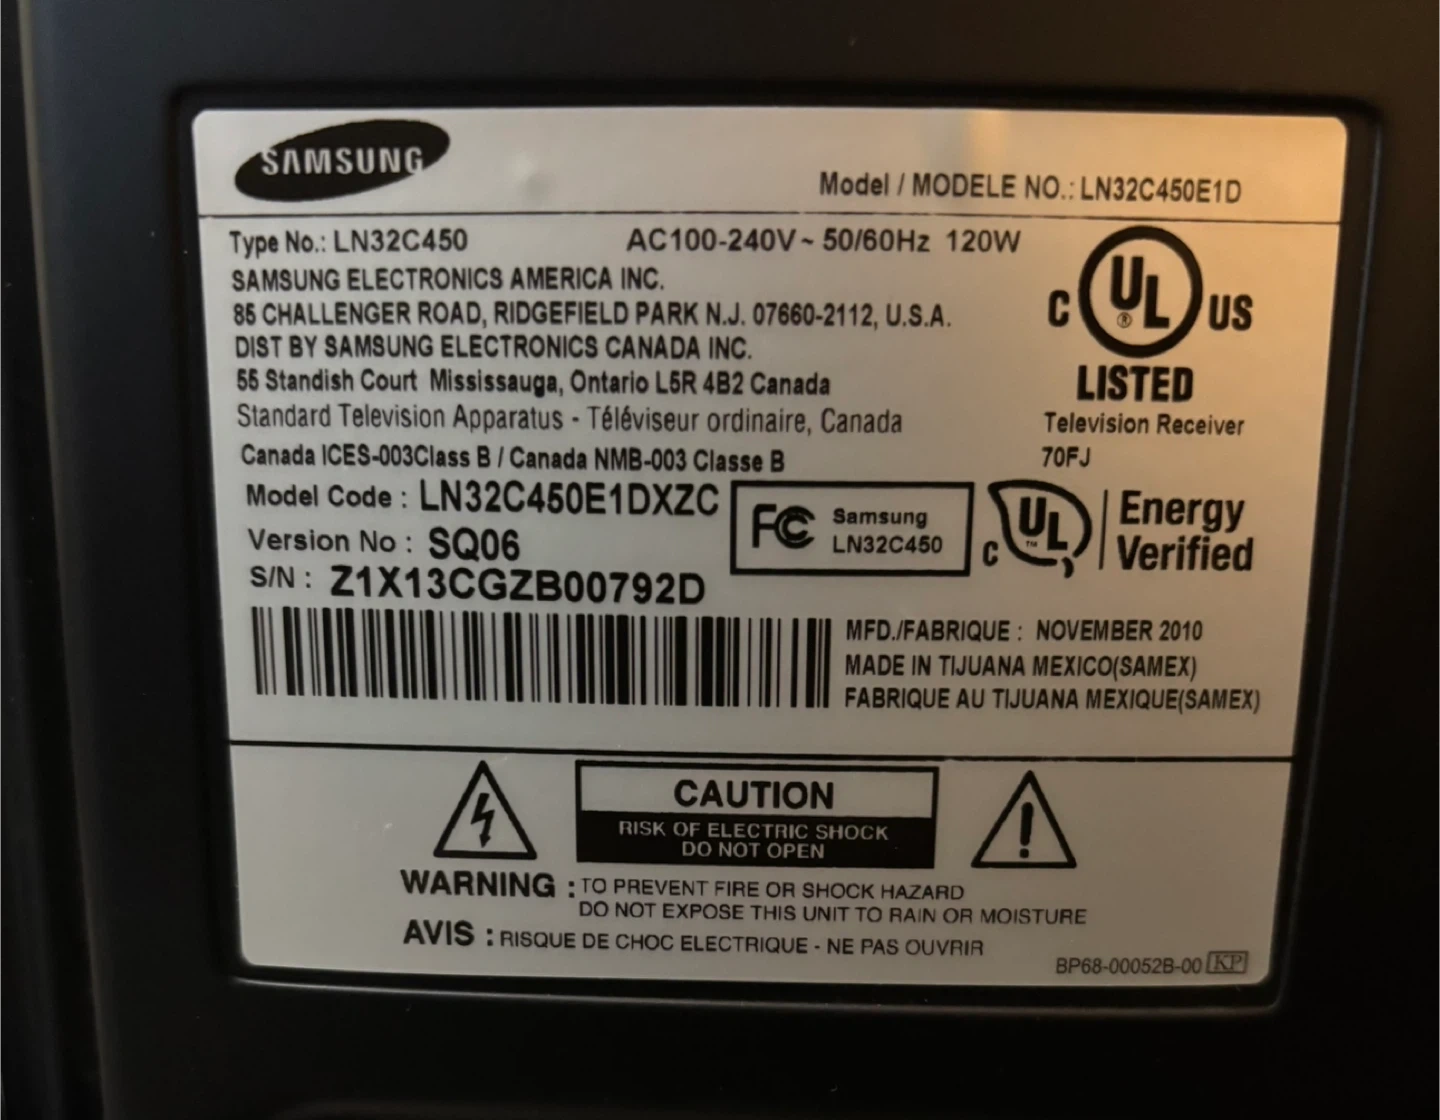 SAMSUNG
Model / MODELE NO.: LN32C450E1D
Type No.: LN32C450 AC100-240V~ 50/60Hz 120W
SAMSUNG ELECTRONICS AMERICA INC.
85 CHALLENGER ROAD, RIDGEFIELD PARK N.J. 07660-2112, U.S.A.
DIST BY SAMSUNG ELECTRONICS CANADA INC.
55 Standish Court Mississauga, Ontario L5R 4B2 Canada
Standard Television Apparatus - Téléviseur ordinaire, Canada
Canada ICES-003Class B / Canada NMB-003 Classe B
C UL ® US
LISTED
Television Receiver
70FJ
Model Code : LN32C450E1DXZC
Version No : SQ06
S/N : Z1X13CGZB00792D
FC Samsung
LN32C450
C UL ™ Energy
Verified
MFD./FABRIQUE : NOVEMBER 2010
MADE IN TIJUANA MEXICO(SAMEX)
FABRIQUE AU TIJUANA MEXIQUE(SAMEX)
CAUTION
RISK OF ELECTRIC SHOCK
DO NOT OPEN
WARNING : TO PREVENT FIRE OR SHOCK HAZARD
DO NOT EXPOSE THIS UNIT TO RAIN OR MOISTURE
AVIS : RISQUE DE CHOC ELECTRIQUE - NE PAS OUVRIR
BP68-00052B-00 KP